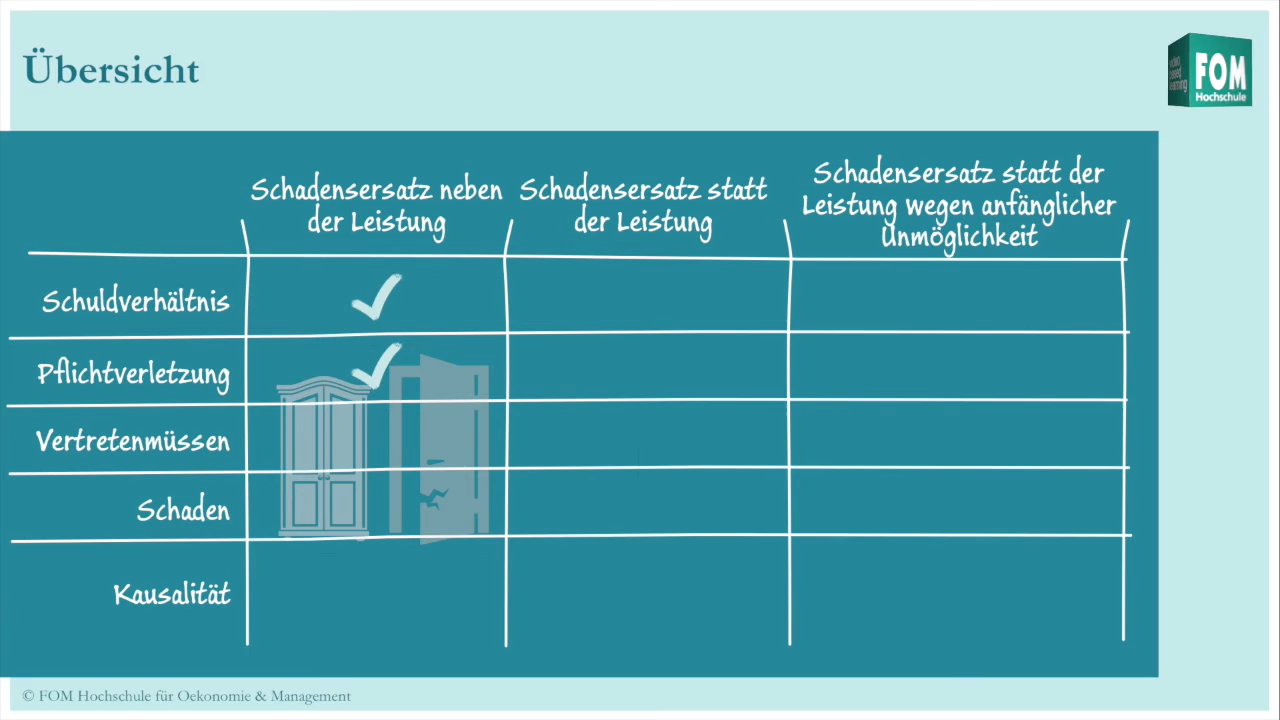 Übersicht
FOM
Hochschule
Schadensersatz neben
der Leistung
Schadensersatz statt
der Leistung
Schadensersatz statt der
Leistung wegen anfänglicher
Unmöglichkeit
Schuldverhältnis
Pflichtverletzung
Vertretenmüssen
Schaden
Kausalität
© FOM Hochschule für Oekonomie & Management